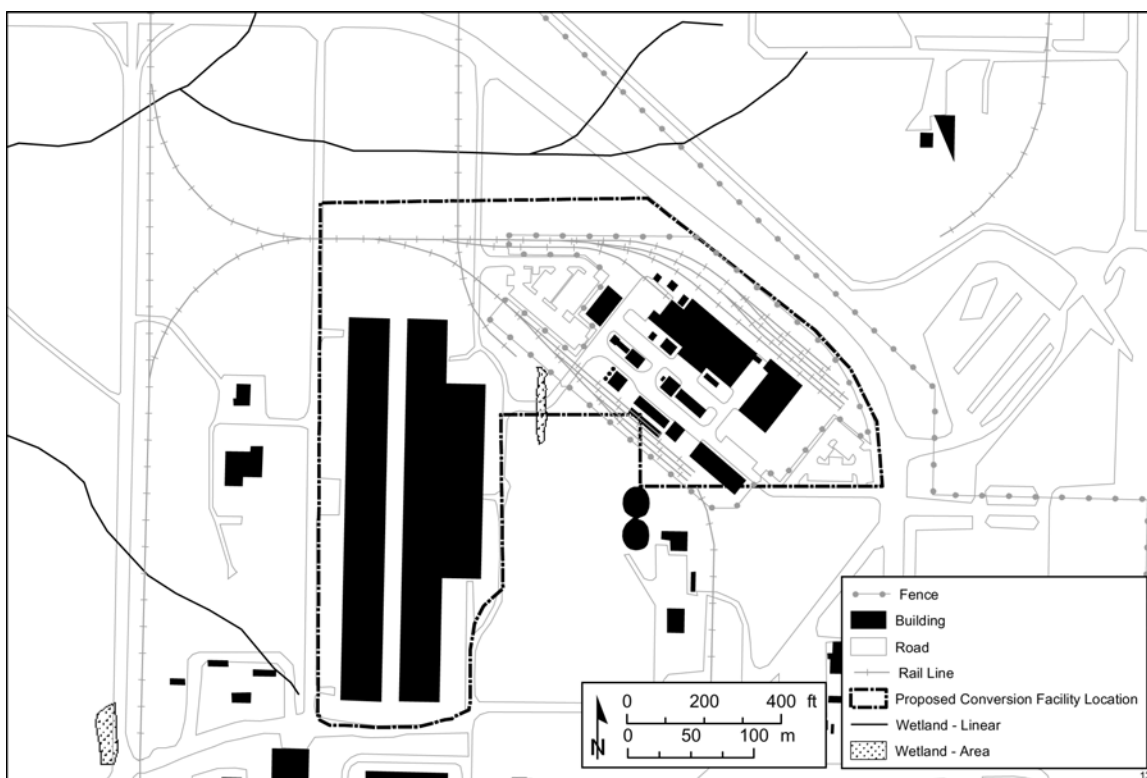 Fence
Building
Road
Rail Line
Proposed Conversion Facility Location
Wetland - Linear
Wetland - Area
0 200 400 ft
0 50 100 m
N